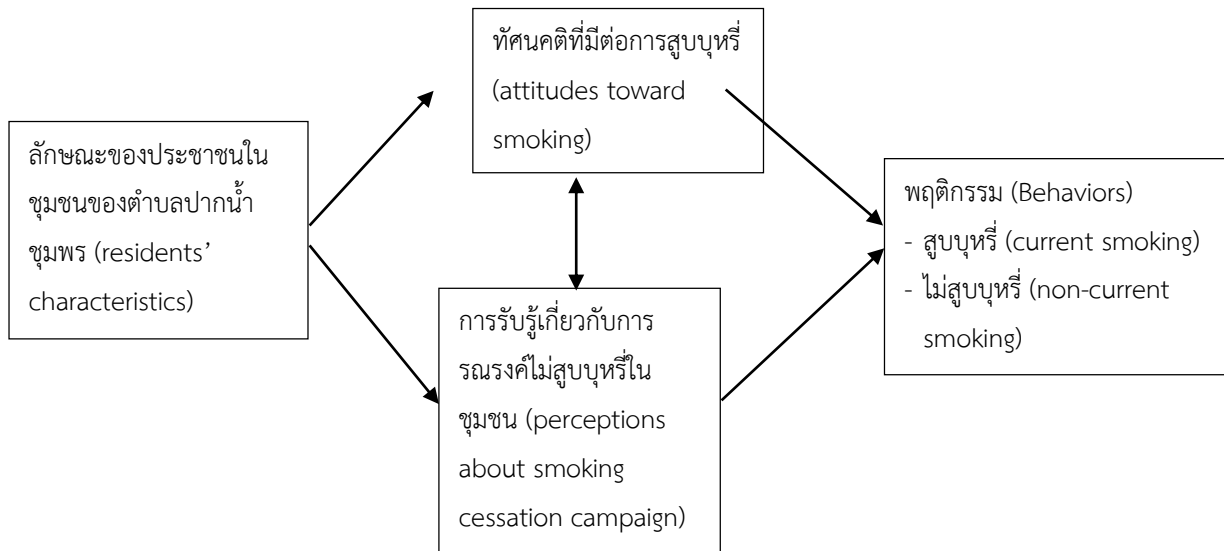 ลักษณะของประชาชนใน
ชุมชนของตำบลปากน้ำ
ชุมพร (residents’
characteristics)
ทัศนคติที่มีต่อการสูบบุหรี่
(attitudes toward
smoking)
การรับรู้เกี่ยวกับการ
รณรงค์ไม่สูบบุหรี่ใน
ชุมชน (perceptions
about smoking
cessation campaign)
พฤติกรรม (Behaviors)
- สูบบุหรี่ (current smoking)
- ไม่สูบบุหรี่ (non-current
smoking)